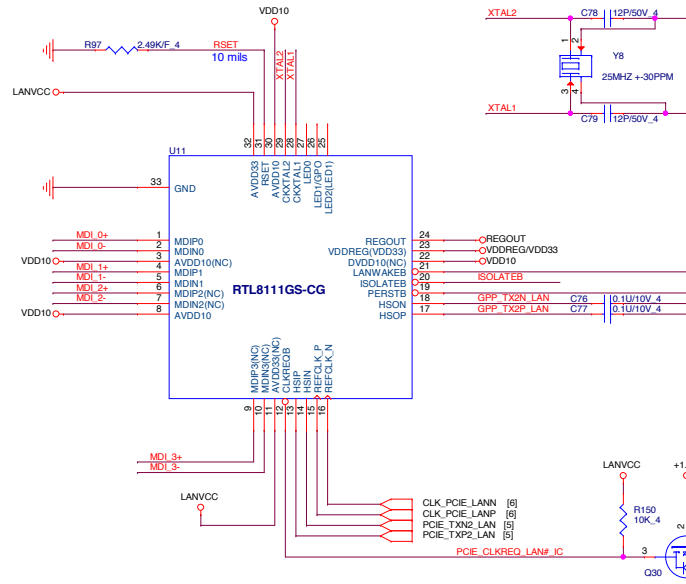 VDD10
XTAL2
C78
12P/50V_4
R97
2.49K/F_4
RSET
10 mils
XTAL2
XTAL1
1
2
Y8
25MHZ +-30PPM
3
4
LANVCC
XTAL1
C79
12P/50V_4
32
31
30
29
28
27
26
25
U11
AVDD33
RSET
AVDD10
CKXTAL2
CKXTAL1
LED0
LED1/GPO
LED2(LED1)
33
GND
MDI_0+
1
MDIP0
MDI_0-
2
MDIN0
VDD10
3
AVDD10(NC)
MDI_1+
4
MDIP1
MDI_1-
5
MDIN1
MDI_2+
6
MDIP2(NC)
MDI_2-
7
MDIN2(NC)
VDD10
8
AVDD10
RTL8111GS-CG
REGOUT
24
REGOUT
VDDREG(VDD33)
23
VDDREG/VDD33
DVDD10(NC)
22
VDD10
LANWAKEB
21
ISOLATEB
20
ISOLATEB
PERSTB
19
HSON
18
GPP_TX2N_LAN
C76
0.1U/10V_4
HSOP
17
GPP_TX2P_LAN
C77
0.1U/10V_4
MDIP3(NC)
MDIN3(NC)
AVDD33(NC)
CLKREQB
HSIP
HSIN
REFCLK_P
REFCLK_N
9
10
11
12
13
14
15
16
MDI_3+
MDI_3-
LANVCC
CLK_PCIE_LANN [6]
CLK_PCIE_LANP [6]
PCIE_TXN2_LAN [5]
PCIE_TXP2_LAN [5]
PCIE_CLKREQ_LAN#_IC
LANVCC
+1.
R150
10K_4
2
3
Q30